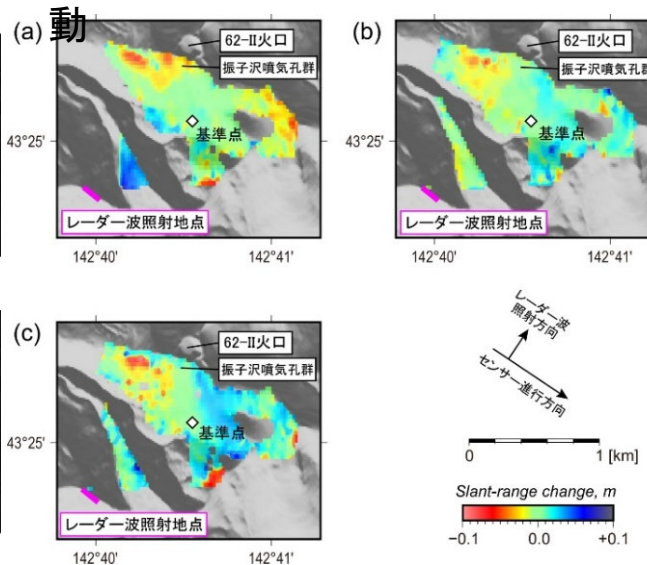 動
(a)
62-II火口
振子沢噴気孔群
基準点
43°25'
レーダー波照射地点
142°40'
142°41'
(b)
62-II火口
振子沢噴気孔群
基準点
43°25'
レーダー波照射地点
142°40'
142°41'
(c)
62-II火口
振子沢噴気孔群
基準点
43°25'
レーダー波照射地点
142°40'
142°41'
レーダー波
照射方向
センサー進行方向
0 1 [km]
Slant-range change, m
−0.1 0.0 +0.1